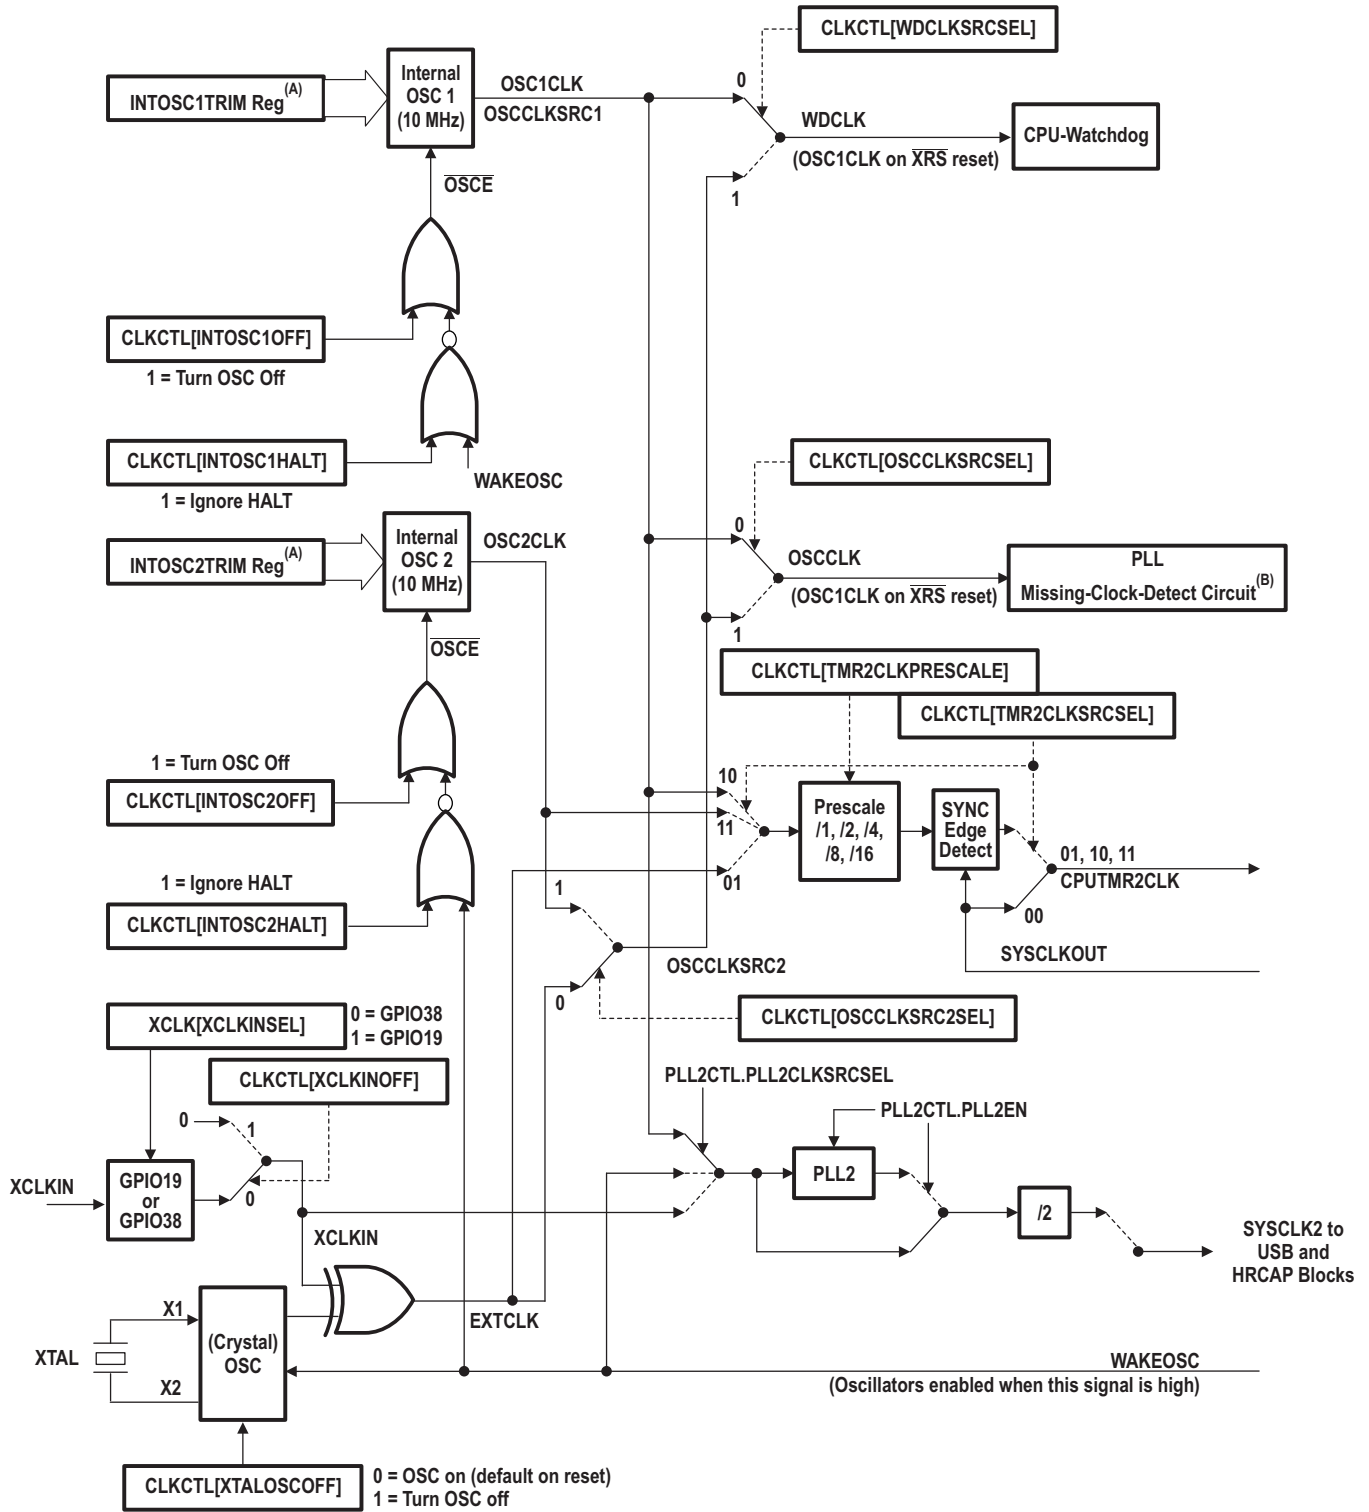 CLKCTL[WDCLKSRCSEL]
INTOSC1TRIM Reg(A)
Internal
OSC 1
(10 MHz)
OSC1CLK
OSCCLKSRC1
0
WDCLK
(OSC1CLK on XRS reset)
CPU-Watchdog
1
OSCE
CLKCTL[INTOSC1OFF]
1 = Turn OSC Off
CLKCTL[INTOSC1HALT]
1 = Ignore HALT
WAKEOSC
CLKCTL[OSCCLKSRCSEL]
INTOSC2TRIM Reg(A)
Internal
OSC 2
(10 MHz)
OSC2CLK
0
OSCCLK
(OSC1CLK on XRS reset)
PLL
Missing-Clock-Detect Circuit(B)
1
OSCE
CLKCTL[TMR2CLKPRESCALE]
CLKCTL[TMR2CLKSRCSEL]
1 = Turn OSC Off
CLKCTL[INTOSC2OFF]
10
11
01
Prescale
/1, /2, /4,
/8, /16
SYNC
Edge
Detect
01, 10, 11
CPUTMR2CLK
00
SYSCLKOUT
1 = Ignore HALT
CLKCTL[INTOSC2HALT]
1
0
OSCCLKSRC2
CLKCTL[OSCCLKSRC2SEL]
XCLK[XCLKINSEL]
0 = GPIO38
1 = GPIO19
CLKCTL[XCLKINOFF]
0
1
0
XCLKIN
GPIO19
or
GPIO38
XCLKIN
PLL2CTL.PLL2CLKSRCSEL
PLL2CTL.PLL2EN
PLL2
/2
SYSCLK2 to
USB and
HRCAP Blocks
EXTCLK
XTAL
X1
X2
(Crystal)
OSC
WAKEOSC
(Oscillators enabled when this signal is high)
CLKCTL[XTALOSCOFF]
0 = OSC on (default on reset)
1 = Turn OSC off